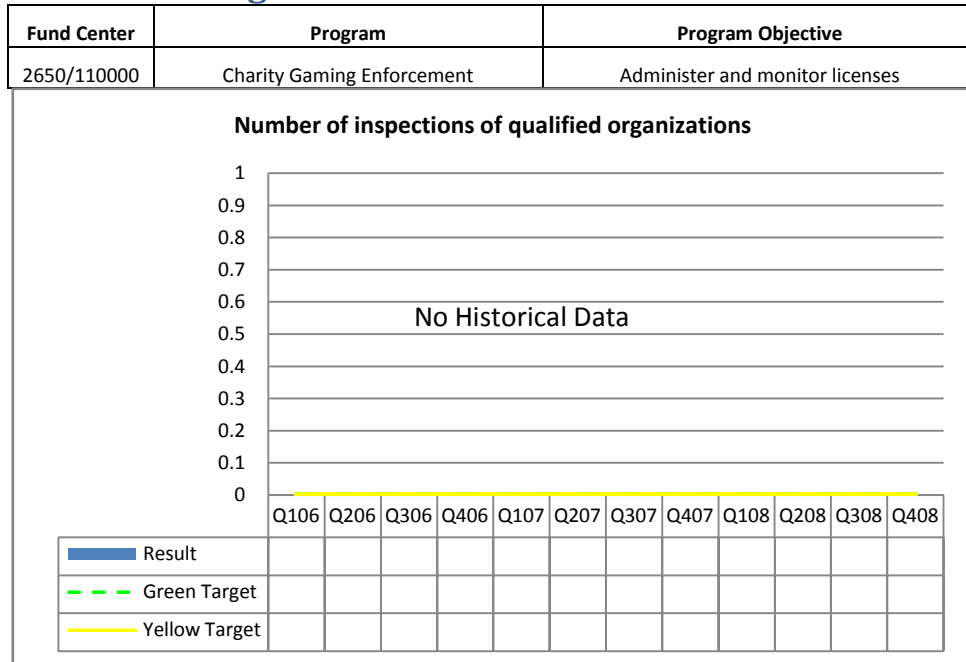 Fund Center Program Program Objective
2650/110000 Charity Gaming Enforcement Administer and monitor licenses
Number of inspections of qualified organizations
1
0.9
0.8
0.7
0.6
No Historical Data
0.5
0.4
0.3
0.2
0.1
0
Q106 Q206 Q306 Q406 Q107 Q207 Q307 Q407 Q108 Q208 Q308 Q408
Result
Green Target
Yellow Target